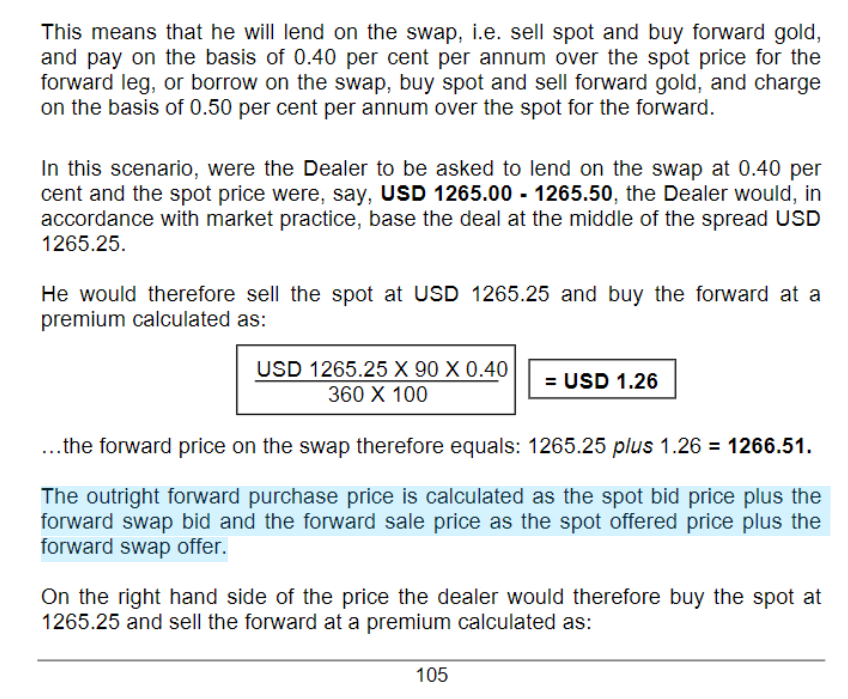 This means that he will lend on the swap, i.e. sell spot and buy forward gold,
and pay on the basis of 0.40 per cent per annum over the spot price for the
forward leg, or borrow on the swap, buy spot and sell forward gold, and charge
on the basis of 0.50 per cent per annum over the spot for the forward.
In this scenario, were the Dealer to be asked to lend on the swap at 0.40 per
cent and the spot price were, say, USD 1265.00 - 1265.50, the Dealer would, in
accordance with market practice, base the deal at the middle of the spread USD
1265.25.
He would therefore sell the spot at USD 1265.25 and buy the forward at a
premium calculated as:
USD 1265.25 X 90 X 0.40
360 X 100
= USD 1.26
...the forward price on the swap therefore equals: 1265.25 plus 1.26 = 1266.51.
The outright forward purchase price is calculated as the spot bid price plus the
forward swap bid and the forward sale price as the spot offered price plus the
forward swap offer.
On the right hand side of the price the dealer would therefore buy the spot at
1265.25 and sell the forward at a premium calculated as:
105